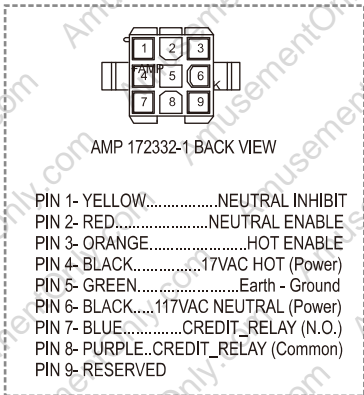 1 2 3
AMP
4 5 6
K
7 8 9
AMP 172332-1 BACK VIEW
PIN 1- YELLOW................NEUTRAL INHIBIT
PIN 2- RED.....................NEUTRAL ENABLE
PIN 3- ORANGE......................HOT ENABLE
PIN 4- BLACK...............17VAC HOT (Power)
PIN 5- GREEN.......................Earth - Ground
PIN 6- BLACK.....117VAC NEUTRAL (Power)
PIN 7- BLUE.............CREDIT_RELAY (N.O.)
PIN 8- PURPLE..CREDIT_RELAY (Common)
PIN 9- RESERVED
AmusementOnly.com